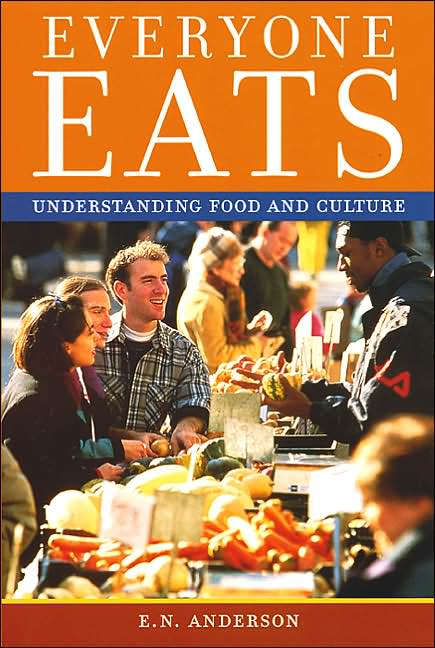 EVERYONE
EATS
UNDERSTANDING FOOD AND CULTURE
E.N. ANDERSON